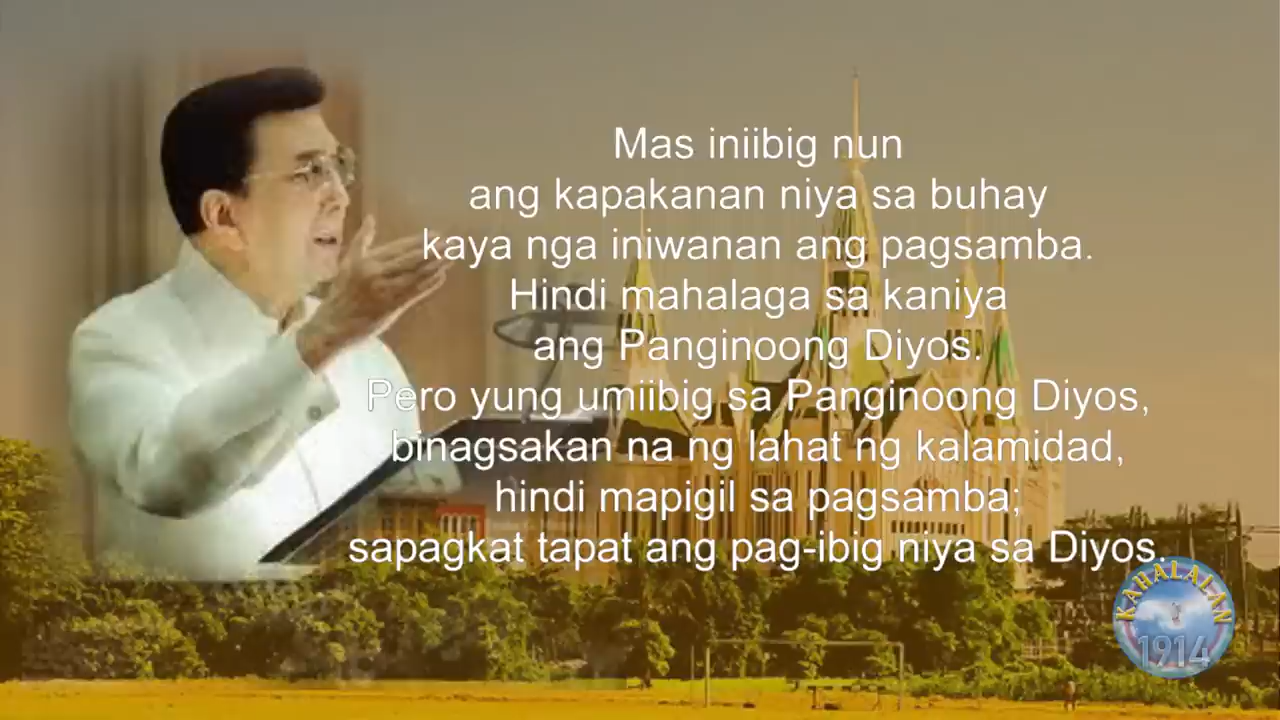 Mas iniibig nun
ang kapakanan niya sa buhay
kaya nga iniwanan ang pagsamba.
Hindi mahalaga sa kaniya
ang Panginoong Diyos.
Pero yung umiibig sa Panginoong Diyos,
binagsakan na ng lahat ng kalamidad,
hindi mapigil sa pagsamba;
sapagkat tapat ang pag-ibig niya sa Diyos.
KAHALALAN
1914